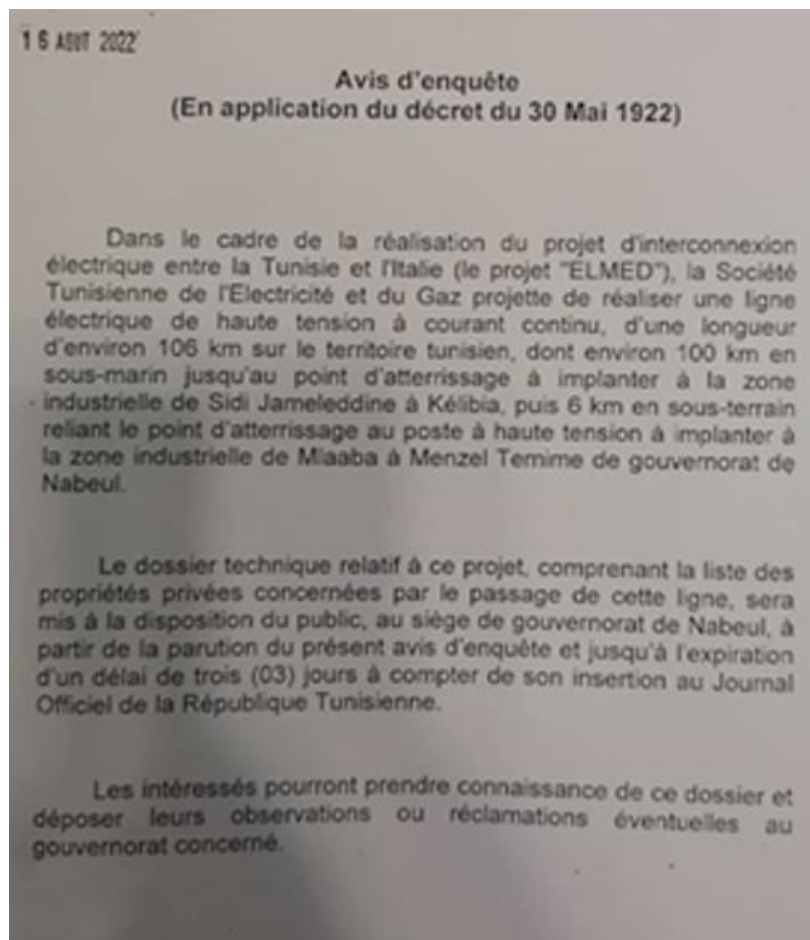 16 AOUT 2022
Avis d'enquête
(En application du décret du 30 Mai 1922)
Dans le cadre de la réalisation du projet d'interconnexion
électrique entre la Tunisie et l'Italie (le projet "ELMED"), la Société
Tunisienne de l'Electricité et du Gaz projette de réaliser une ligne
électrique de haute tension à courant continu, d'une longueur
d'environ 106 km sur le territoire tunisien, dont environ 100 km en
sous-marin jusqu'au point d'atterrissage à implanter à la zone
industrielle de Sidi Jameleddine à Kélibia, puis 6 km en sous-terrain
reliant le point d'atterrissage au poste à haute tension à implanter à
la zone industrielle de Mlaaba à Menzel Temime de gouvernorat de
Nabeul.
Le dossier technique relatif à ce projet, comprenant la liste des
propriétés privées concernées par le passage de cette ligne, sera
mis à la disposition du public, au siège de gouvernorat de Nabeul, à
partir de la parution du présent avis d'enquête et jusqu'à l'expiration
d'un délai de trois (03) jours à compter de son insertion au Journal
Officiel de la République Tunisienne.
Les intéressés pourront prendre connaissance de ce dossier et
déposer leurs observations ou réclamations éventuelles au
gouvernorat concerné.